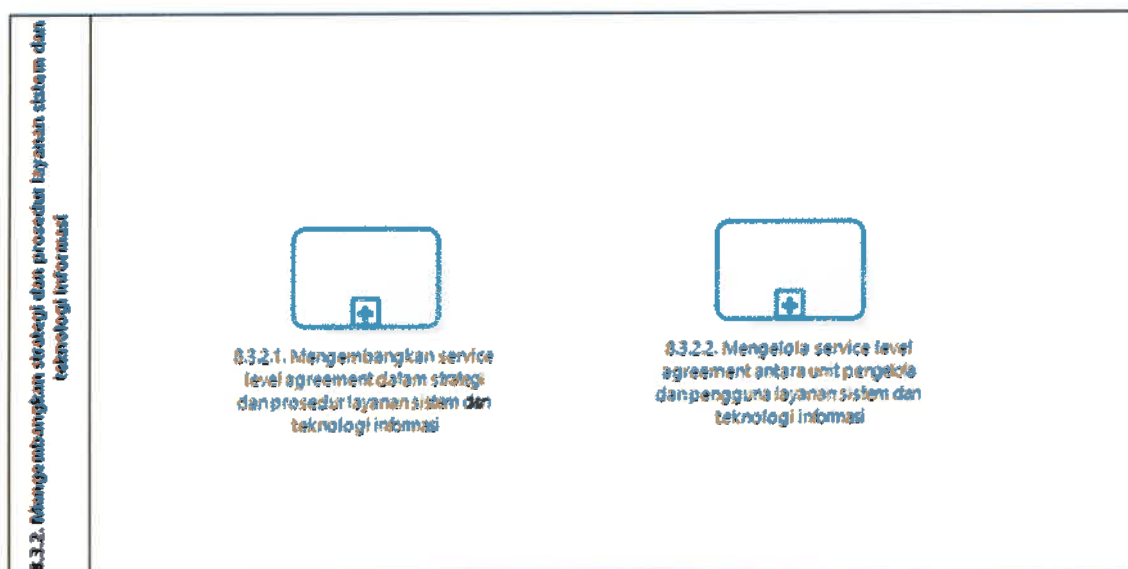 8.3.2. Mengembangkan strategi dan prosedur layanan sistem dan
teknologi informasi
8.3.2.1. Mengembangkan service
level agreement dalam strategi
dan prosedur layanan sistem dan
teknologi informasi
8.3.2.2. Mengelola service level
agreement antara unit pengelola
dan pengguna layanan sistem dan
teknologi informasi